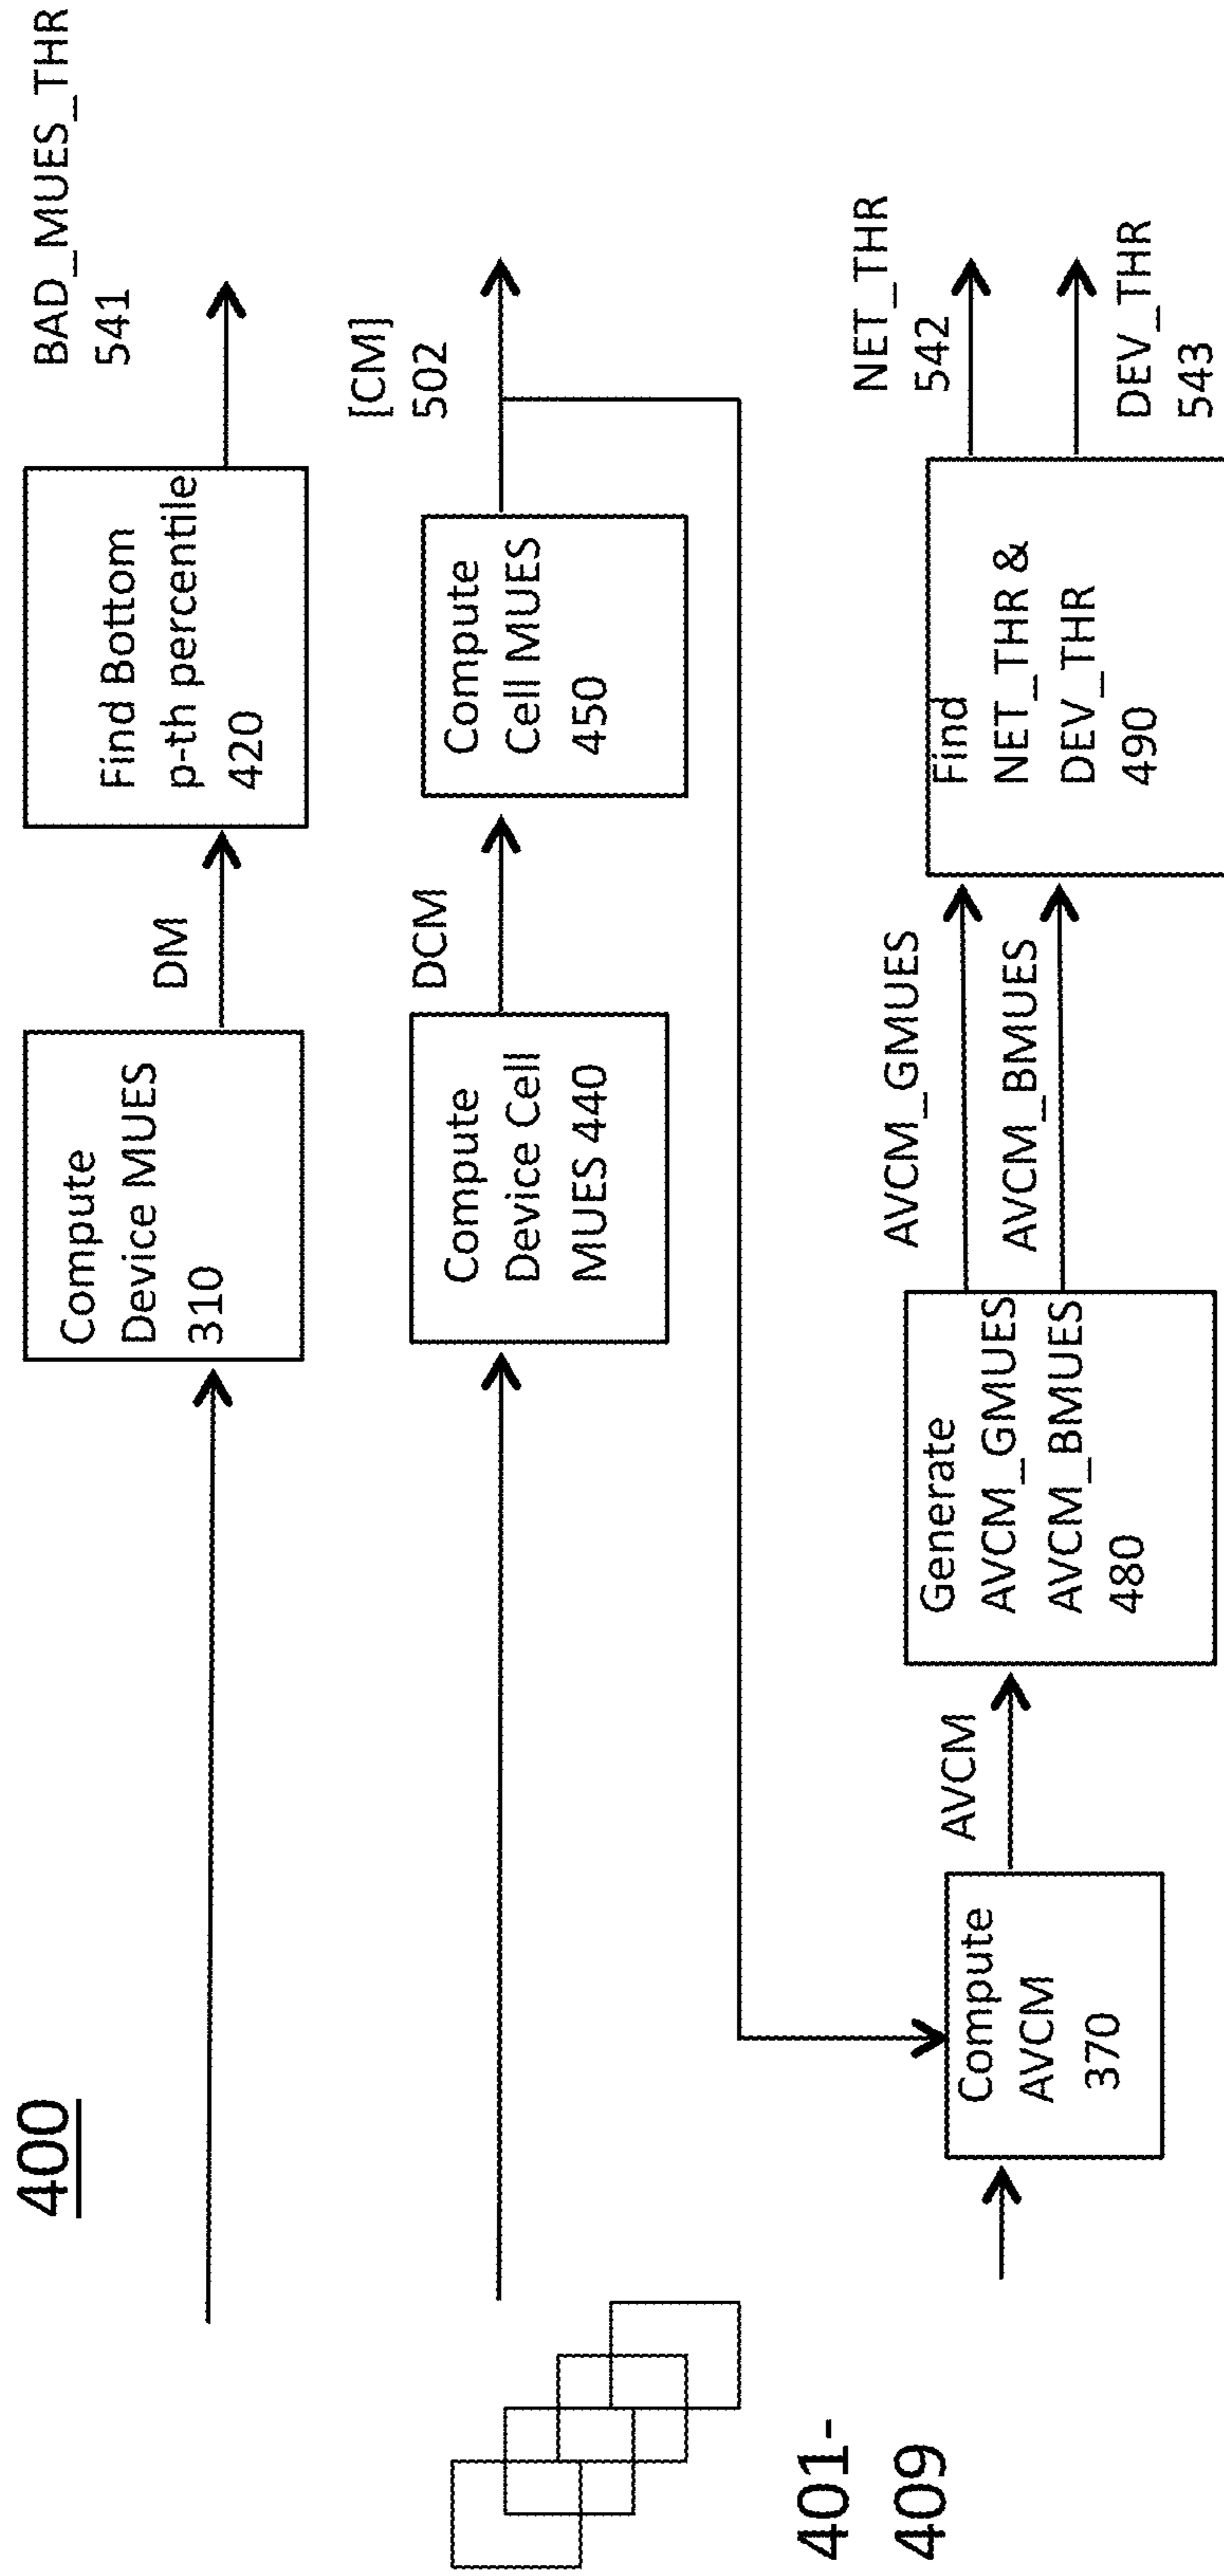 400
BAD_MUES_THR
541
Compute
Device MUES
310
DM
Find Bottom
p-th percentile
420
[CM]
502
Compute
Device Cell
MUES 440
DCM
Compute
Cell MUES
450
401-
409
Compute
AVCM
370
AVCM
Generate
AVCM_GMUES
AVCM_BMUES
480
AVCM_GMUES
AVCM_BMUES
Find
NET_THR &
DEV_THR
490
NET_THR
542
DEV_THR
543